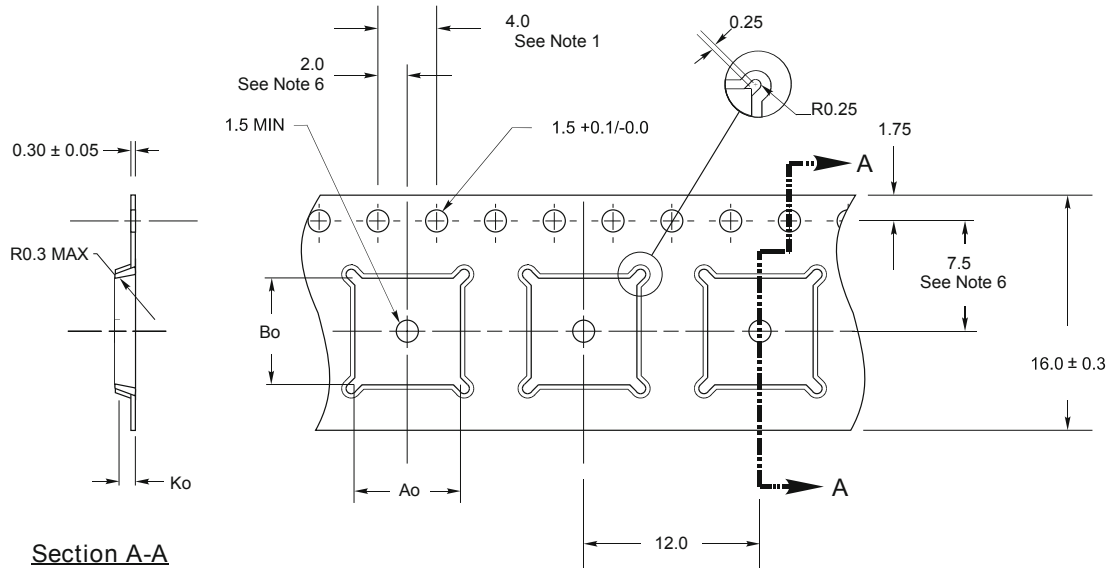 4.0
See Note 1
0.25
2.0
See Note 6
R0.25
1.5 MIN
1.5 +0.1/-0.0
1.75
0.30 ± 0.05
A
R0.3 MAX
7.5
See Note 6
Bo
16.0 ± 0.3
Ko
Ao
A
12.0
Section A-A